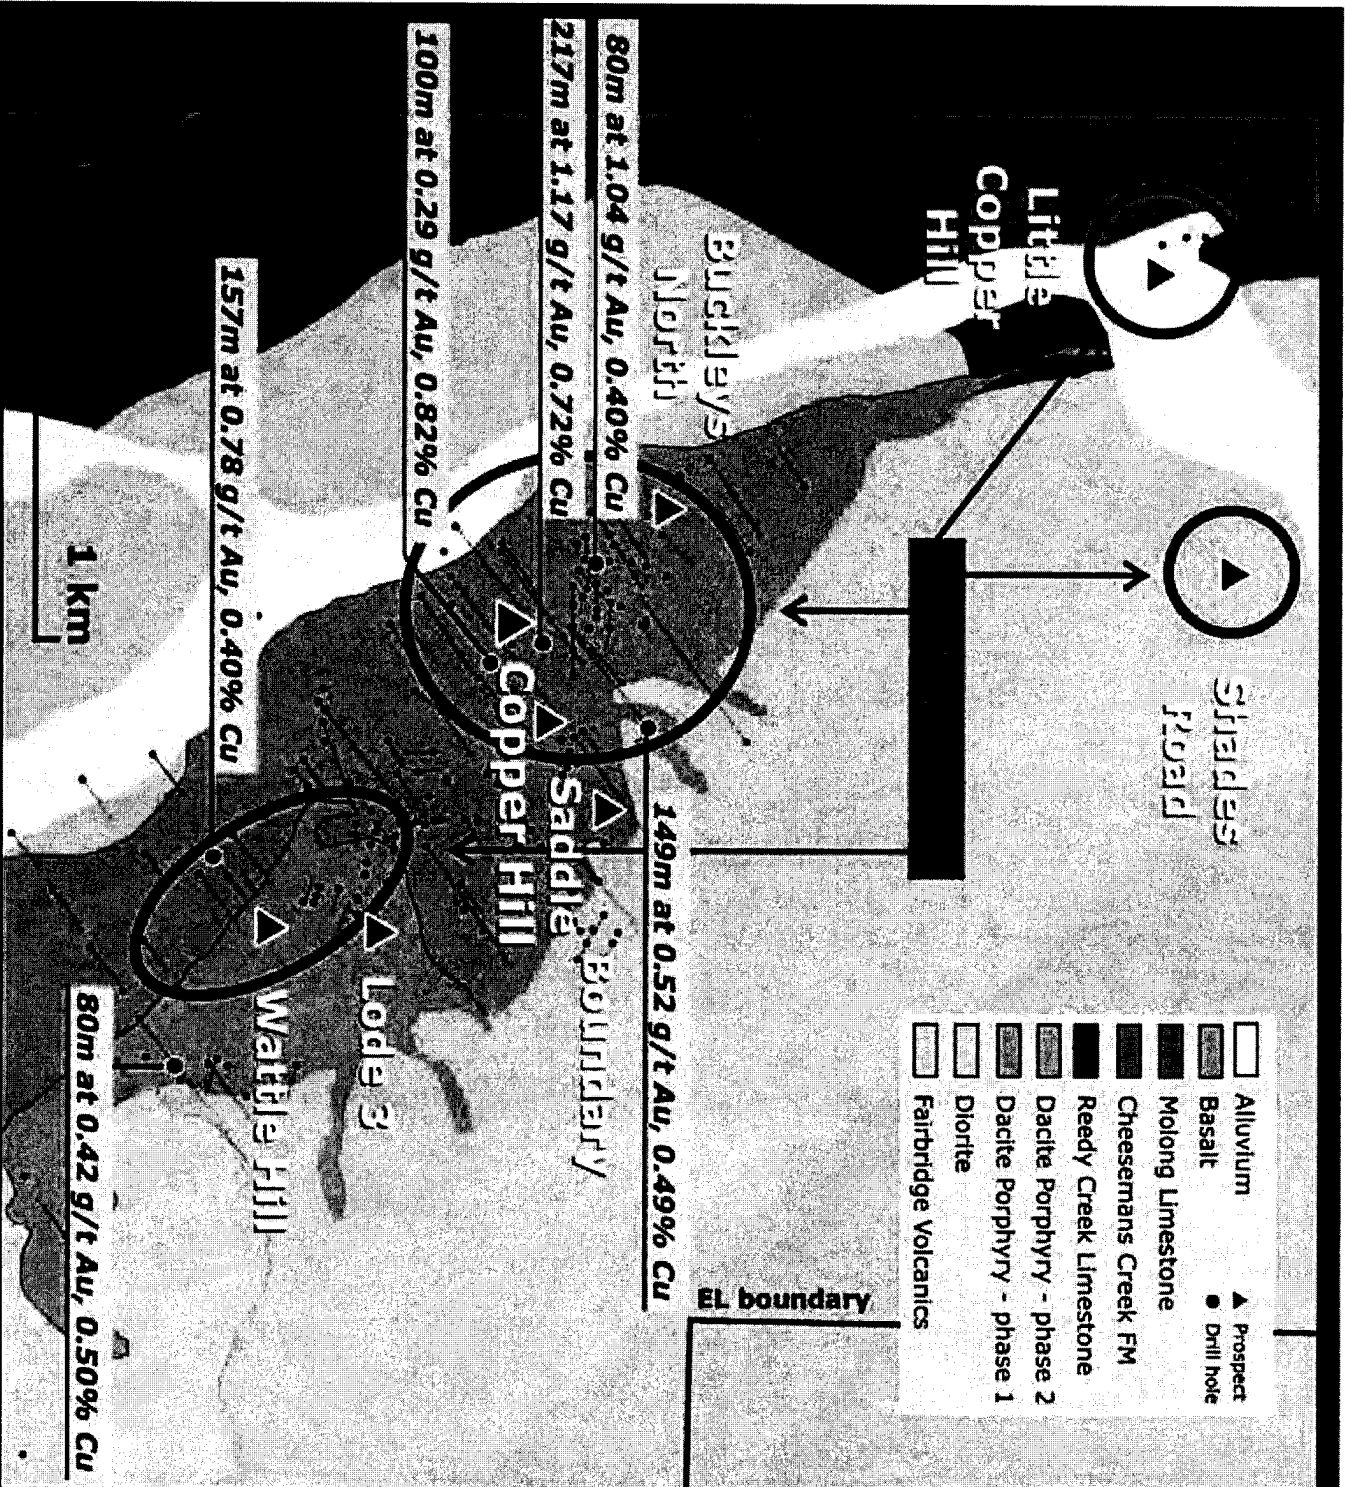 Alluvium
Basalt
Molong Limestone
Cheesemans Creek FM
Reedy Creek Limestone
Dacite Porphyry - phase 2
Dacite Porphyry - phase 1
Diorite
Fairbridge Volcanics
Prospect
Drill hole
Shades
Road
Little
Copper
Hill
EL boundary
Buckleys
North
149m at 0.52 g/t Au, 0.49% Cu
80m at 1.04 g/t Au, 0.40% Cu
217m at 1.17 g/t Au, 0.72% Cu
Boundary
Saddle
Copper Hill
100m at 0.29 g/t Au, 0.82% Cu
Lode 3
Wattle Hill
157m at 0.78 g/t Au, 0.40% Cu
80m at 0.42 g/t Au, 0.50% Cu
1 km